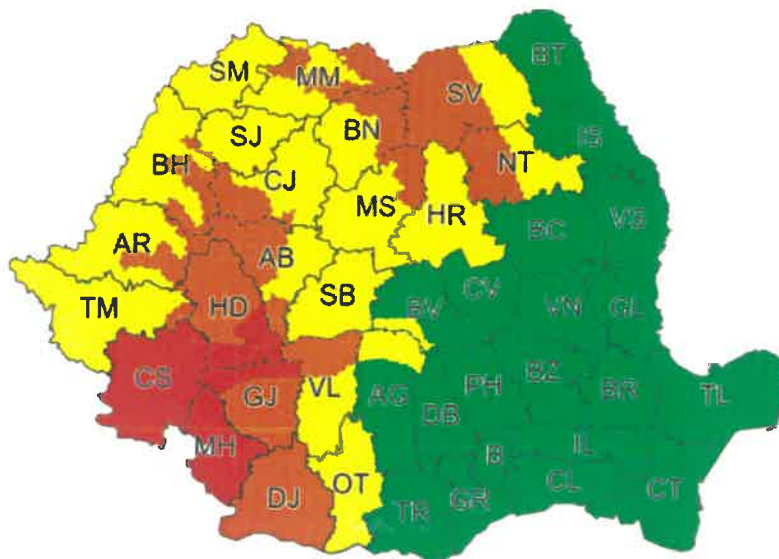 BT
SM
MM
SV
SJ
BN
IS
BH
CJ
NT
MS
HR
AR
AB
BC
VS
TM
HD
SB
BV
CV
VN
GL
CS
GJ
VL
AG
PH
BZ
BR
TL
DB
MH
B
IL
DJ
OT
TR
GR
CL
CT